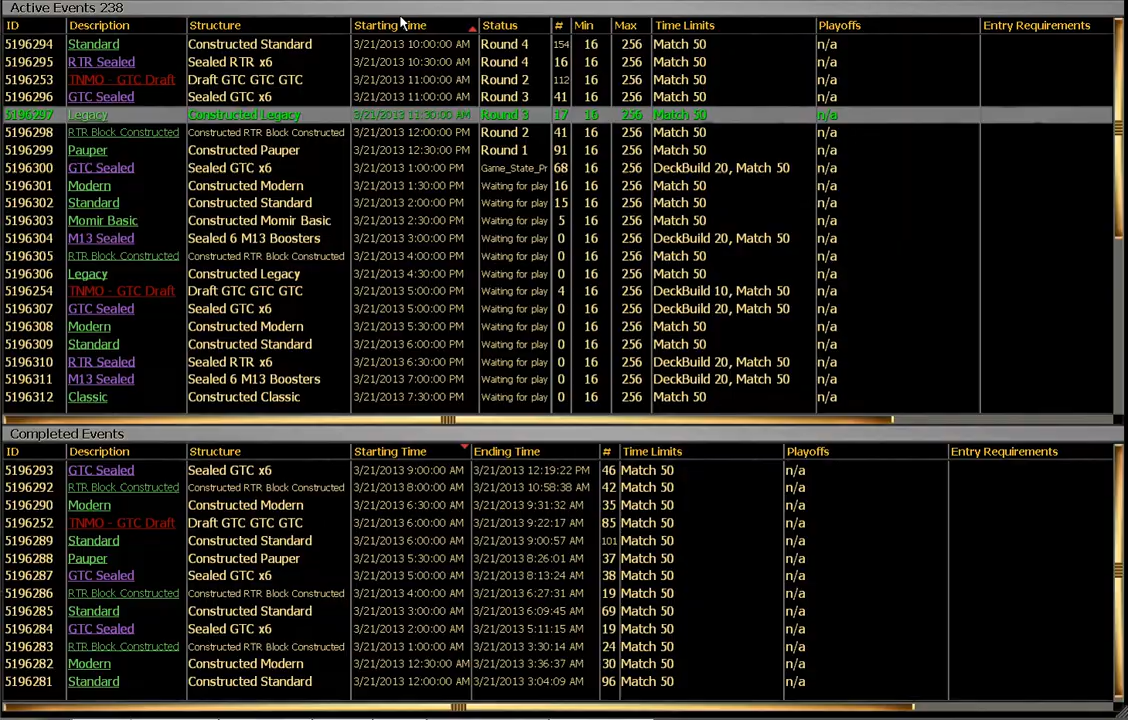 Active Events 238
ID Description Structure Starting Time Status # Min Max Time Limits Playoffs Entry Requirements
5196294 Standard Constructed Standard 3/21/2013 10:00:00 AM Round 4 154 16 256 Match 50 n/a
5196295 RTR Sealed Sealed RTR x6 3/21/2013 10:30:00 AM Round 4 16 16 256 Match 50 n/a
5196253 TNMO - GTC Draft Draft GTC GTC GTC 3/21/2013 11:00:00 AM Round 2 112 16 256 Match 50 n/a
5196296 GTC Sealed Sealed GTC x6 3/21/2013 11:00:00 AM Round 3 41 16 256 Match 50 n/a
5196297 Legacy Constructed Legacy 3/21/2013 11:30:00 AM Round 3 17 16 256 Match 50 n/a
5196298 RTR Block Constructed Constructed RTR Block Constructed 3/21/2013 12:00:00 PM Round 2 41 16 256 Match 50 n/a
5196299 Pauper Constructed Pauper 3/21/2013 12:30:00 PM Round 1 91 16 256 Match 50 n/a
5196300 GTC Sealed Sealed GTC x6 3/21/2013 1:00:00 PM Game_State_Pr 68 16 256 DeckBuild 20, Match 50 n/a
5196301 Modern Constructed Modern 3/21/2013 1:30:00 PM Waiting for play 16 16 256 Match 50 n/a
5196302 Standard Constructed Standard 3/21/2013 2:00:00 PM Waiting for play 15 16 256 Match 50 n/a
5196303 Momir Basic Constructed Momir Basic 3/21/2013 2:30:00 PM Waiting for play 5 16 256 Match 50 n/a
5196304 M13 Sealed Sealed 6 M13 Boosters 3/21/2013 3:00:00 PM Waiting for play 0 16 256 DeckBuild 20, Match 50 n/a
5196305 RTR Block Constructed Constructed RTR Block Constructed 3/21/2013 4:00:00 PM Waiting for play 0 16 256 Match 50 n/a
5196306 Legacy Constructed Legacy 3/21/2013 4:30:00 PM Waiting for play 0 16 256 Match 50 n/a
5196254 TNMO - GTC Draft Draft GTC GTC GTC 3/21/2013 5:00:00 PM Waiting for play 4 16 256 DeckBuild 10, Match 50 n/a
5196307 GTC Sealed Sealed GTC x6 3/21/2013 5:00:00 PM Waiting for play 0 16 256 DeckBuild 20, Match 50 n/a
5196308 Modern Constructed Modern 3/21/2013 5:30:00 PM Waiting for play 0 16 256 Match 50 n/a
5196309 Standard Constructed Standard 3/21/2013 6:00:00 PM Waiting for play 0 16 256 Match 50 n/a
5196310 RTR Sealed Sealed RTR x6 3/21/2013 6:30:00 PM Waiting for play 0 16 256 DeckBuild 20, Match 50 n/a
5196311 M13 Sealed Sealed 6 M13 Boosters 3/21/2013 7:00:00 PM Waiting for play 0 16 256 DeckBuild 20, Match 50 n/a
5196312 Classic Constructed Classic 3/21/2013 7:30:00 PM Waiting for play 0 16 256 Match 50 n/a
Completed Events
ID Description Structure Starting Time Ending Time # Time Limits Playoffs Entry Requirements
5196293 GTC Sealed Sealed GTC x6 3/21/2013 9:00:00 AM 3/21/2013 12:19:22 PM 46 Match 50 n/a
5196292 RTR Block Constructed Constructed RTR Block Constructed 3/21/2013 8:00:00 AM 3/21/2013 10:58:38 AM 42 Match 50 n/a
5196290 Modern Constructed Modern 3/21/2013 6:30:00 AM 3/21/2013 9:31:32 AM 35 Match 50 n/a
5196252 TNMO - GTC Draft Draft GTC GTC GTC 3/21/2013 6:00:00 AM 3/21/2013 9:22:17 AM 85 Match 50 n/a
5196289 Standard Constructed Standard 3/21/2013 6:00:00 AM 3/21/2013 9:00:57 AM 101 Match 50 n/a
5196288 Pauper Constructed Pauper 3/21/2013 5:30:00 AM 3/21/2013 8:26:01 AM 37 Match 50 n/a
5196287 GTC Sealed Sealed GTC x6 3/21/2013 5:00:00 AM 3/21/2013 8:13:24 AM 38 Match 50 n/a
5196286 RTR Block Constructed Constructed RTR Block Constructed 3/21/2013 4:00:00 AM 3/21/2013 6:27:31 AM 19 Match 50 n/a
5196285 Standard Constructed Standard 3/21/2013 3:00:00 AM 3/21/2013 6:09:45 AM 69 Match 50 n/a
5196284 GTC Sealed Sealed GTC x6 3/21/2013 2:00:00 AM 3/21/2013 5:11:15 AM 19 Match 50 n/a
5196283 RTR Block Constructed Constructed RTR Block Constructed 3/21/2013 1:00:00 AM 3/21/2013 3:30:14 AM 24 Match 50 n/a
5196282 Modern Constructed Modern 3/21/2013 12:30:00 AM 3/21/2013 3:36:37 AM 30 Match 50 n/a
5196281 Standard Constructed Standard 3/21/2013 12:00:00 AM 3/21/2013 3:04:09 AM 96 Match 50 n/a